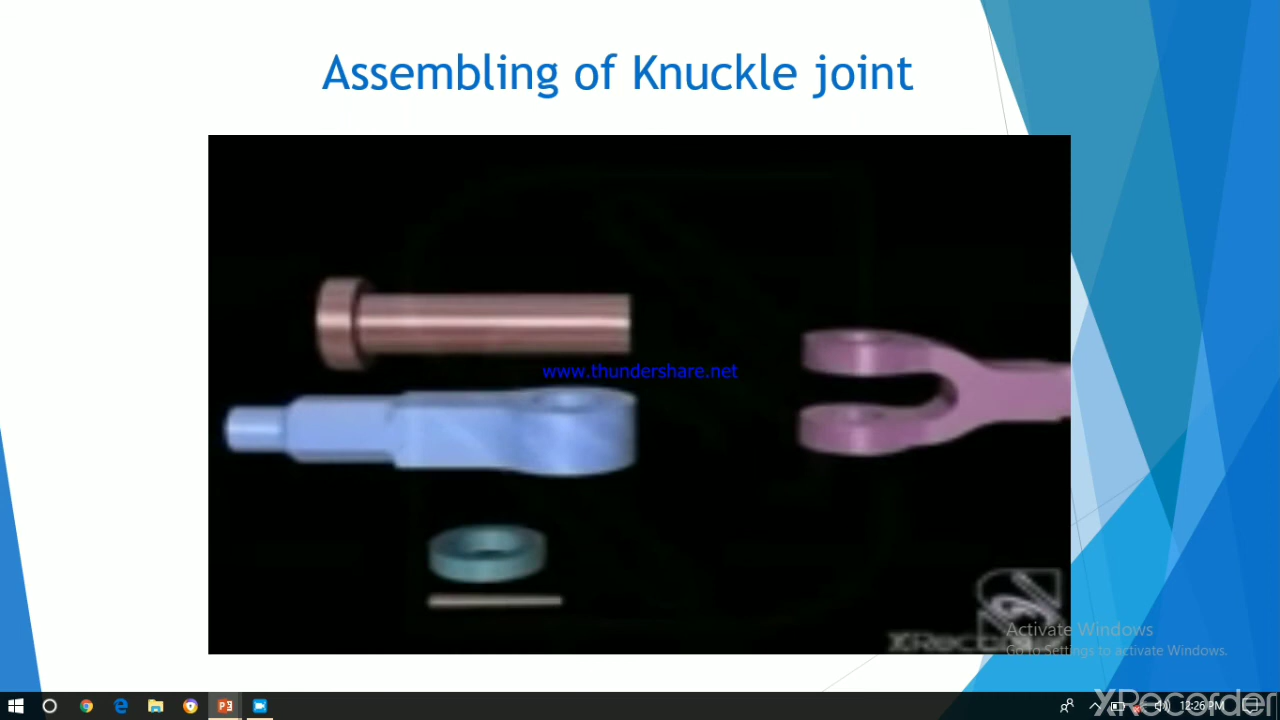 Assembling of Knuckle joint
www.thundershare.net
Activate Windows
Go to Settings to activate Windows.
XRecorder
12:26 PM